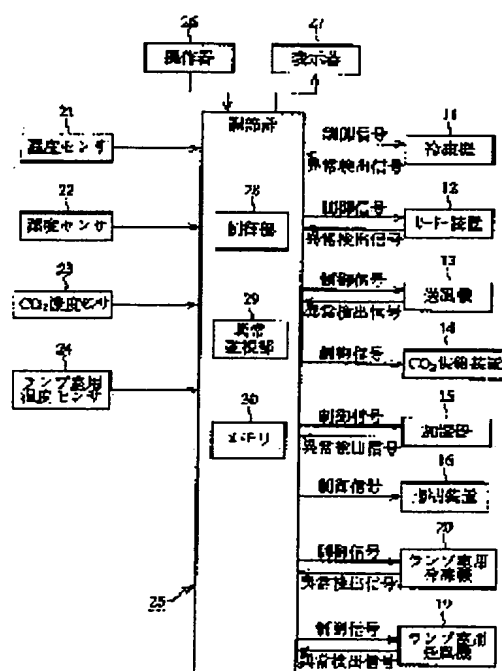 26
27
操作器
表示器
21
温度センサ
22
湿度センサ
23
CO₂濃度センサ
24
ランプ室用
温度センサ
25
制御部
28
制御部
29
異常
監視部
30
メモリ
制御信号
異常検出信号
11
冷凍機
制御信号
異常検出信号
12
ヒーター装置
制御信号
異常検出信号
13
送風機
制御信号
14
CO₂供給装置
制御信号
異常検出信号
15
加湿器
制御信号
16
照明装置
制御信号
異常検出信号
20
ランプ室用
冷凍機
制御信号
異常検出信号
19
ランプ室用
送風機